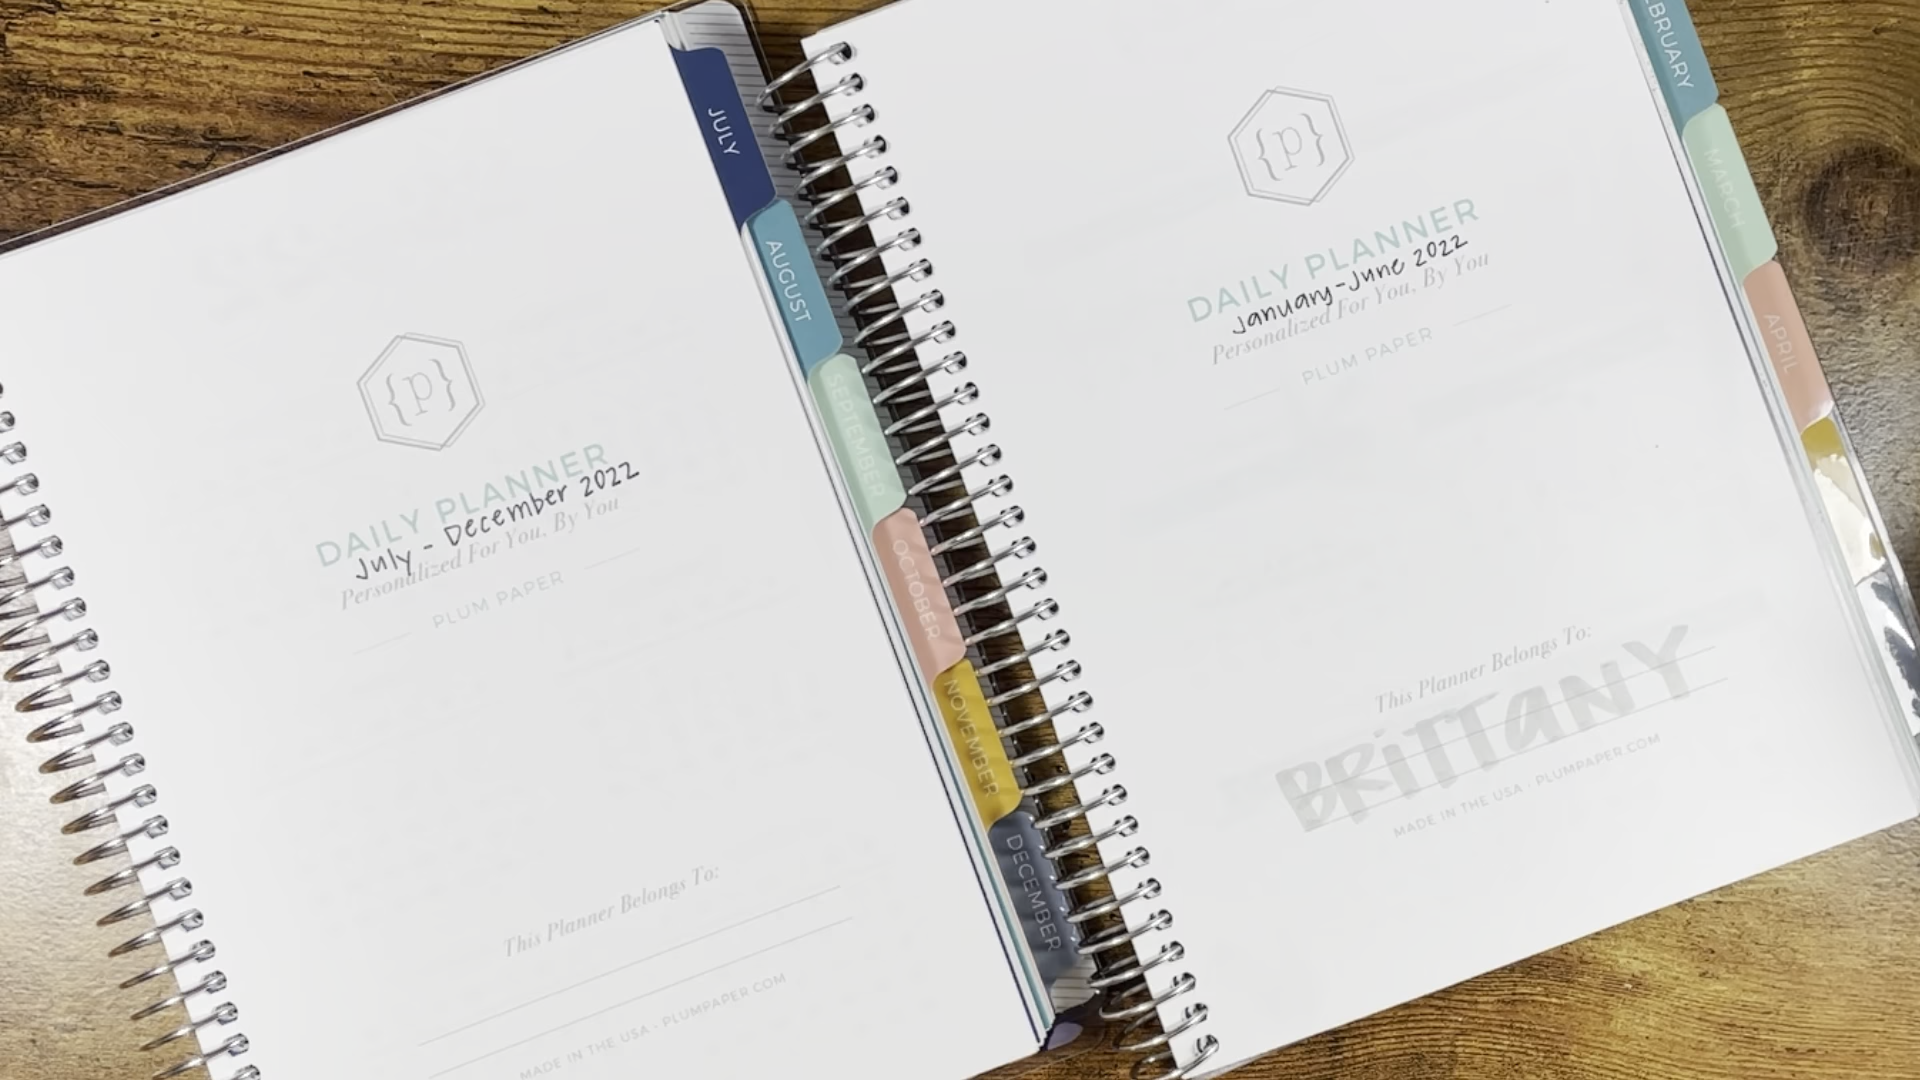 {p}
DAILY PLANNER
July - December 2022
Personalized For You, By You
PLUM PAPER
This Planner Belongs To:
MADE IN THE USA · PLUMPAPER.COM
JULY
AUGUST
SEPTEMBER
OCTOBER
NOVEMBER
DECEMBER
{p}
DAILY PLANNER
January-June 2022
Personalized For You, By You
PLUM PAPER
This Planner Belongs To:
BRITTANY
MADE IN THE USA · PLUMPAPER.COM
EBRUARY
MARCH
APRIL